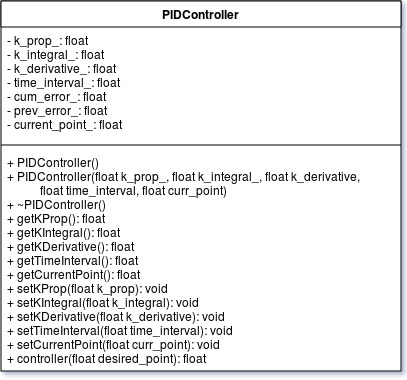 PIDController
- k_prop_: float
- k_integral_: float
- k_derivative_: float
- time_interval_: float
- cum_error_: float
- prev_error_: float
- current_point_: float
+ PIDController()
+ PIDController(float k_prop_, float k_integral_, float k_derivative,
float time_interval, float curr_point)
+ ~PIDController()
+ getKProp(): float
+ getKIntegral(): float
+ getKDerivative(): float
+ getTimeInterval(): float
+ getCurrentPoint(): float
+ setKProp(float k_prop): void
+ setKIntegral(float k_integral): void
+ setKDerivative(float k_derivative): void
+ setTimeInterval(float time_interval): void
+ setCurrentPoint(float curr_point): void
+ controller(float desired_point): float